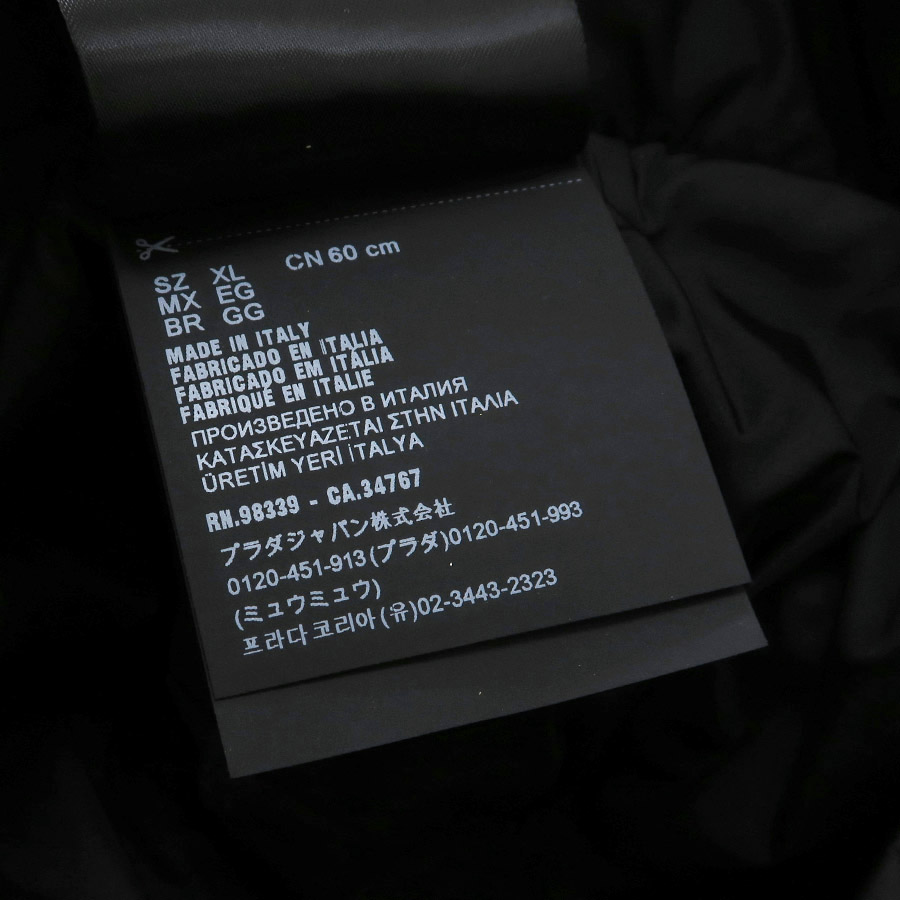 SZ XL CN 60 cm
MX EG
BR GG
MADE IN ITALY
FABRICADO EN ITALIA
FABRICADO EM ITÁLIA
FABRIQUÉ EN ITALIE
ПРОИЗВЕДЕНО В ИТАЛИЯ
ΚΑΤΑΣΚΕΥΑΖΕΤΑΙ ΣΤΗΝ ΙΤΑΛΙΑ
ÜRETİM YERİ İTALYA
RN.98339 - CA.34767
プラダジャパン株式会社
0120-451-913(プラダ)0120-451-993
(ミュウミュウ)
프라다코리아(유)02-3443-2323